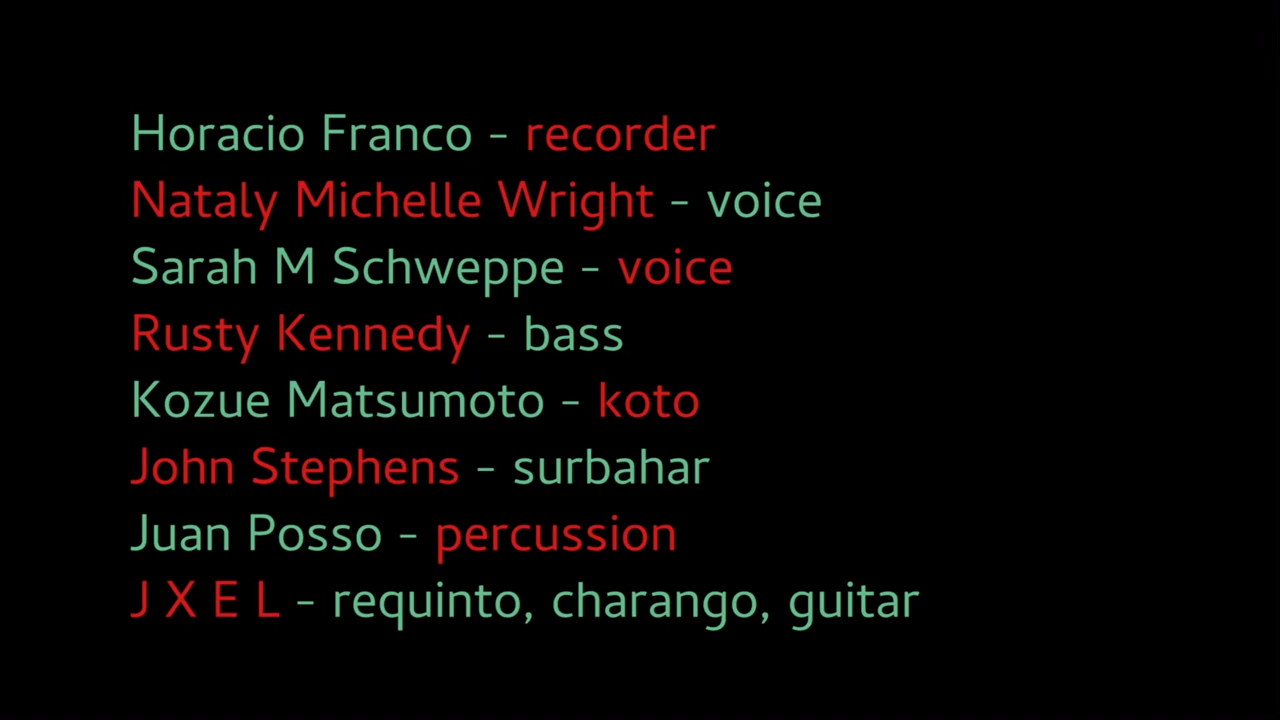 Horacio Franco - recorder
Nataly Michelle Wright - voice
Sarah M Schweppe - voice
Rusty Kennedy - bass
Kozue Matsumoto - koto
John Stephens - surbahar
Juan Posso - percussion
J X E L - requinto, charango, guitar